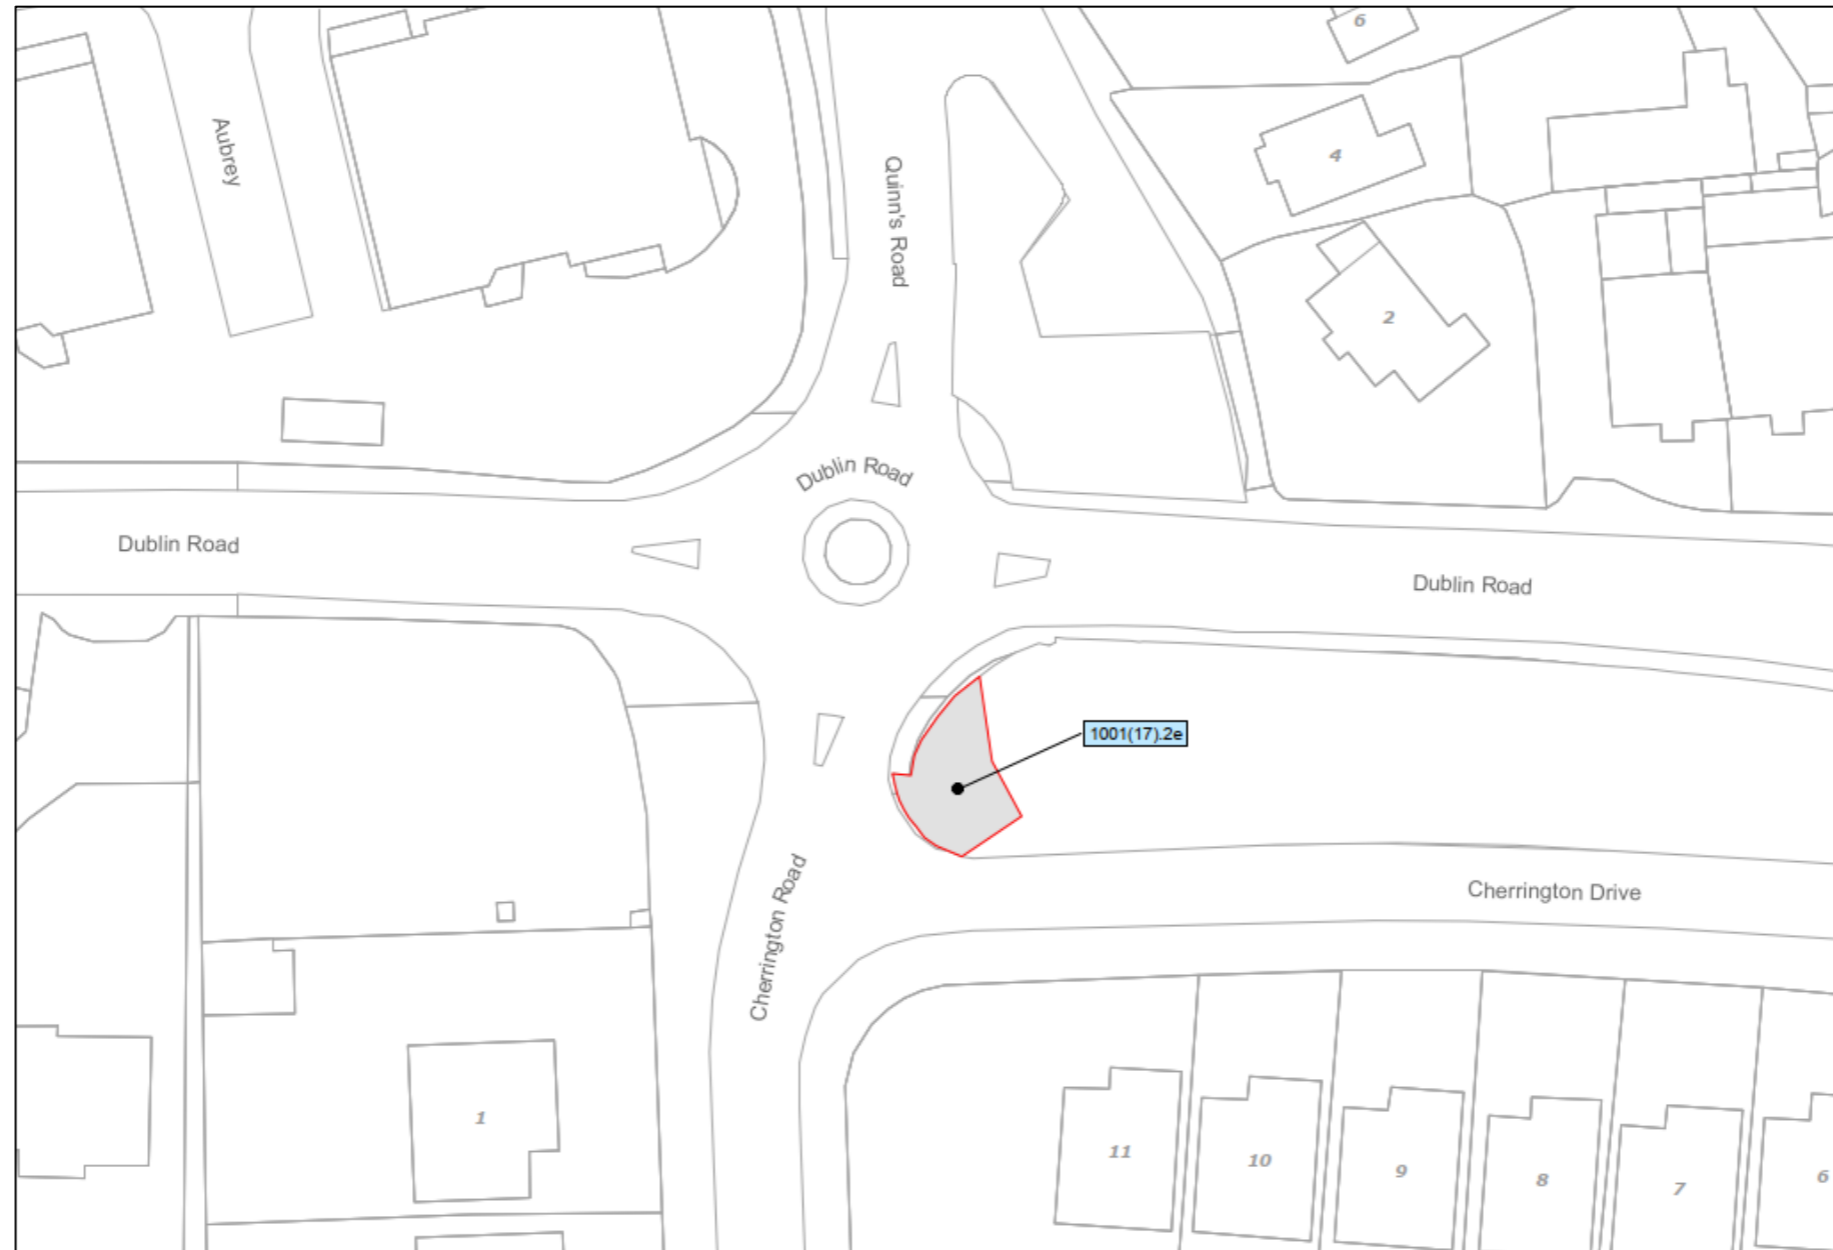 6
Aubrey
4
Quinn's Road
2
Dublin Road
Dublin Road
Dublin Road
1001(17).2e
Cherrington Road
Cherrington Drive
1
11
10
9
8
7
6